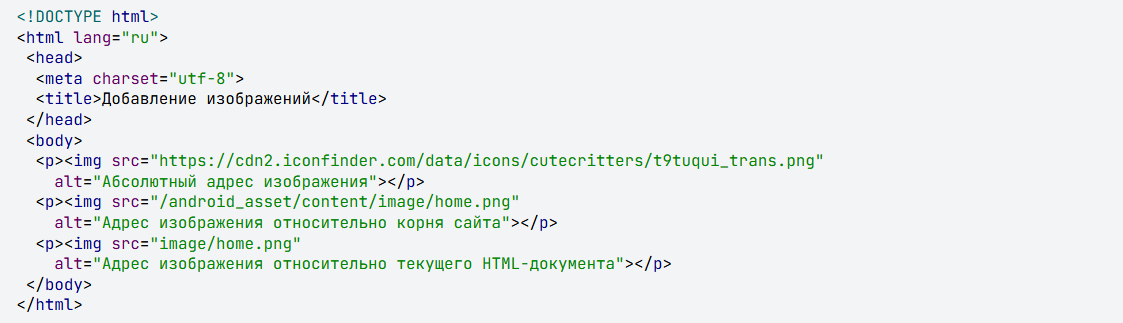 <!DOCTYPE html>
<html lang="ru">
<head>
<meta charset="utf-8">
<title>Добавление изображений</title>
</head>
<body>
<p><img src="https://cdn2.iconfinder.com/data/icons/cutecritters/t9tuqui_trans.png"
alt="Абсолютный адрес изображения"></p>
<p><img src="/android_asset/content/image/home.png"
alt="Адрес изображения относительно корня сайта"></p>
<p><img src="image/home.png"
alt="Адрес изображения относительно текущего HTML-документа"></p>
</body>
</html>